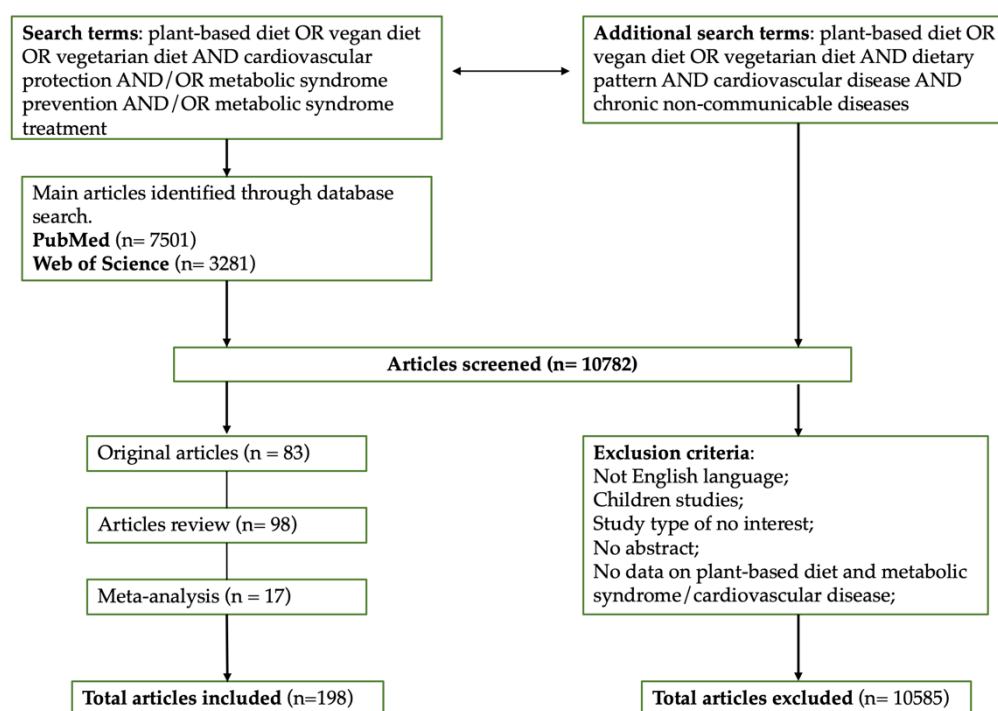 Search terms: plant-based diet OR vegan diet
OR vegetarian diet AND cardiovascular
protection AND/OR metabolic syndrome
prevention AND/OR metabolic syndrome
treatment
Additional search terms: plant-based diet OR
vegan diet OR vegetarian diet AND dietary
pattern AND cardiovascular disease AND
chronic non-communicable diseases
Main articles identified through database
search.
PubMed (n= 7501)
Web of Science (n= 3281)
Articles screened (n= 10782)
Original articles (n = 83)
Articles review (n= 98)
Meta-analysis (n = 17)
Total articles included (n=198)
Exclusion criteria:
Not English language;
Children studies;
Study type of no interest;
No abstract;
No data on plant-based diet and metabolic
syndrome/cardiovascular disease;
Total articles excluded (n= 10585)